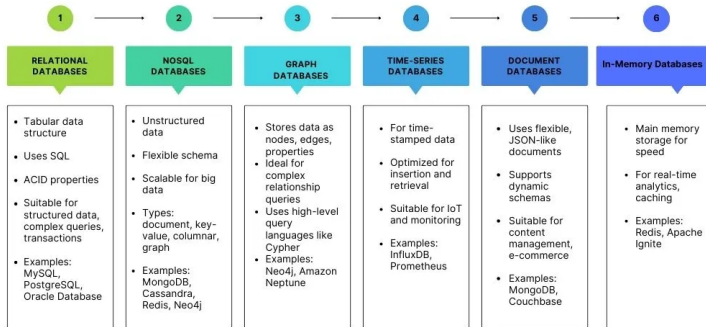 1
2
3
4
5
6
RELATIONAL
DATABASES
NOSQL
DATABASES
GRAPH
DATABASES
TIME-SERIES
DATABASES
DOCUMENT
DATABASES
In-Memory Databases
• Tabular data
structure
• Uses SQL
• ACID properties
• Suitable for
structured data,
complex queries,
transactions
• Examples:
MySQL,
PostgreSQL,
Oracle Database
• Unstructured
data
• Flexible schema
• Scalable for big
data
• Types:
document, key-
value, columnar,
graph
• Examples:
MongoDB,
Cassandra,
Redis, Neo4j
• Stores data as
nodes, edges,
properties
• Ideal for
complex
relationship
queries
• Uses high-level
query
languages like
Cypher
• Examples:
Neo4j, Amazon
Neptune
• For time-
stamped data
• Optimized for
insertion and
retrieval
• Suitable for IoT
and monitoring
• Examples:
InfluxDB,
Prometheus
• Uses flexible,
JSON-like
documents
• Supports
dynamic
schemas
• Suitable for
content
management,
e-commerce
• Examples:
MongoDB,
Couchbase
• Main memory
storage for
speed
• For real-time
analytics,
caching
• Examples:
Redis, Apache
Ignite